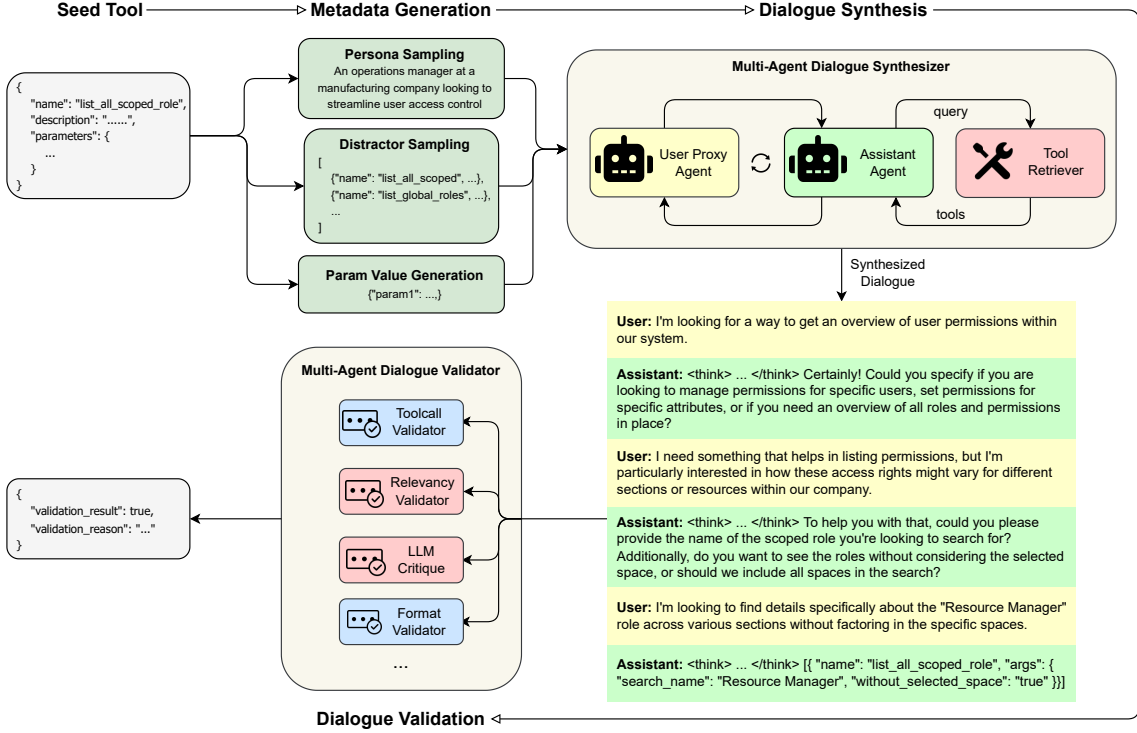 Seed Tool
Metadata Generation
Dialogue Synthesis
{
"name": "list_all_scoped_role",
"description": "......",
"parameters": {
...
}
}
Persona Sampling
An operations manager at a
manufacturing company looking to
streamline user access control
Distractor Sampling
[
{"name": "list_all_scoped", ...},
{"name": "list_global_roles", ...},
...
]
Param Value Generation
{"param1": ...,}
Multi-Agent Dialogue Synthesizer
User Proxy
Agent
Assistant
Agent
query
Tool
Retriever
tools
Synthesized
Dialogue
User: I'm looking for a way to get an overview of user permissions within
our system.
Assistant: <think> ... </think> Certainly! Could you specify if you are
looking to manage permissions for specific users, set permissions for
specific attributes, or if you need an overview of all roles and permissions
in place?
User: I need something that helps in listing permissions, but I'm
particularly interested in how these access rights might vary for different
sections or resources within our company.
Assistant: <think> ... </think> To help you with that, could you please
provide the name of the scoped role you're looking to search for?
Additionally, do you want to see the roles without considering the selected
space, or should we include all spaces in the search?
User: I'm looking to find details specifically about the "Resource Manager"
role across various sections without factoring in the specific spaces.
Assistant: <think> ... </think> [{ "name": "list_all_scoped_role", "args": {
"search_name": "Resource Manager", "without_selected_space": "true" }}]
Multi-Agent Dialogue Validator
Toolcall
Validator
Relevancy
Validator
LLM
Critique
Format
Validator
...
{
"validation_result": true,
"validation_reason": "..."
}
Dialogue Validation